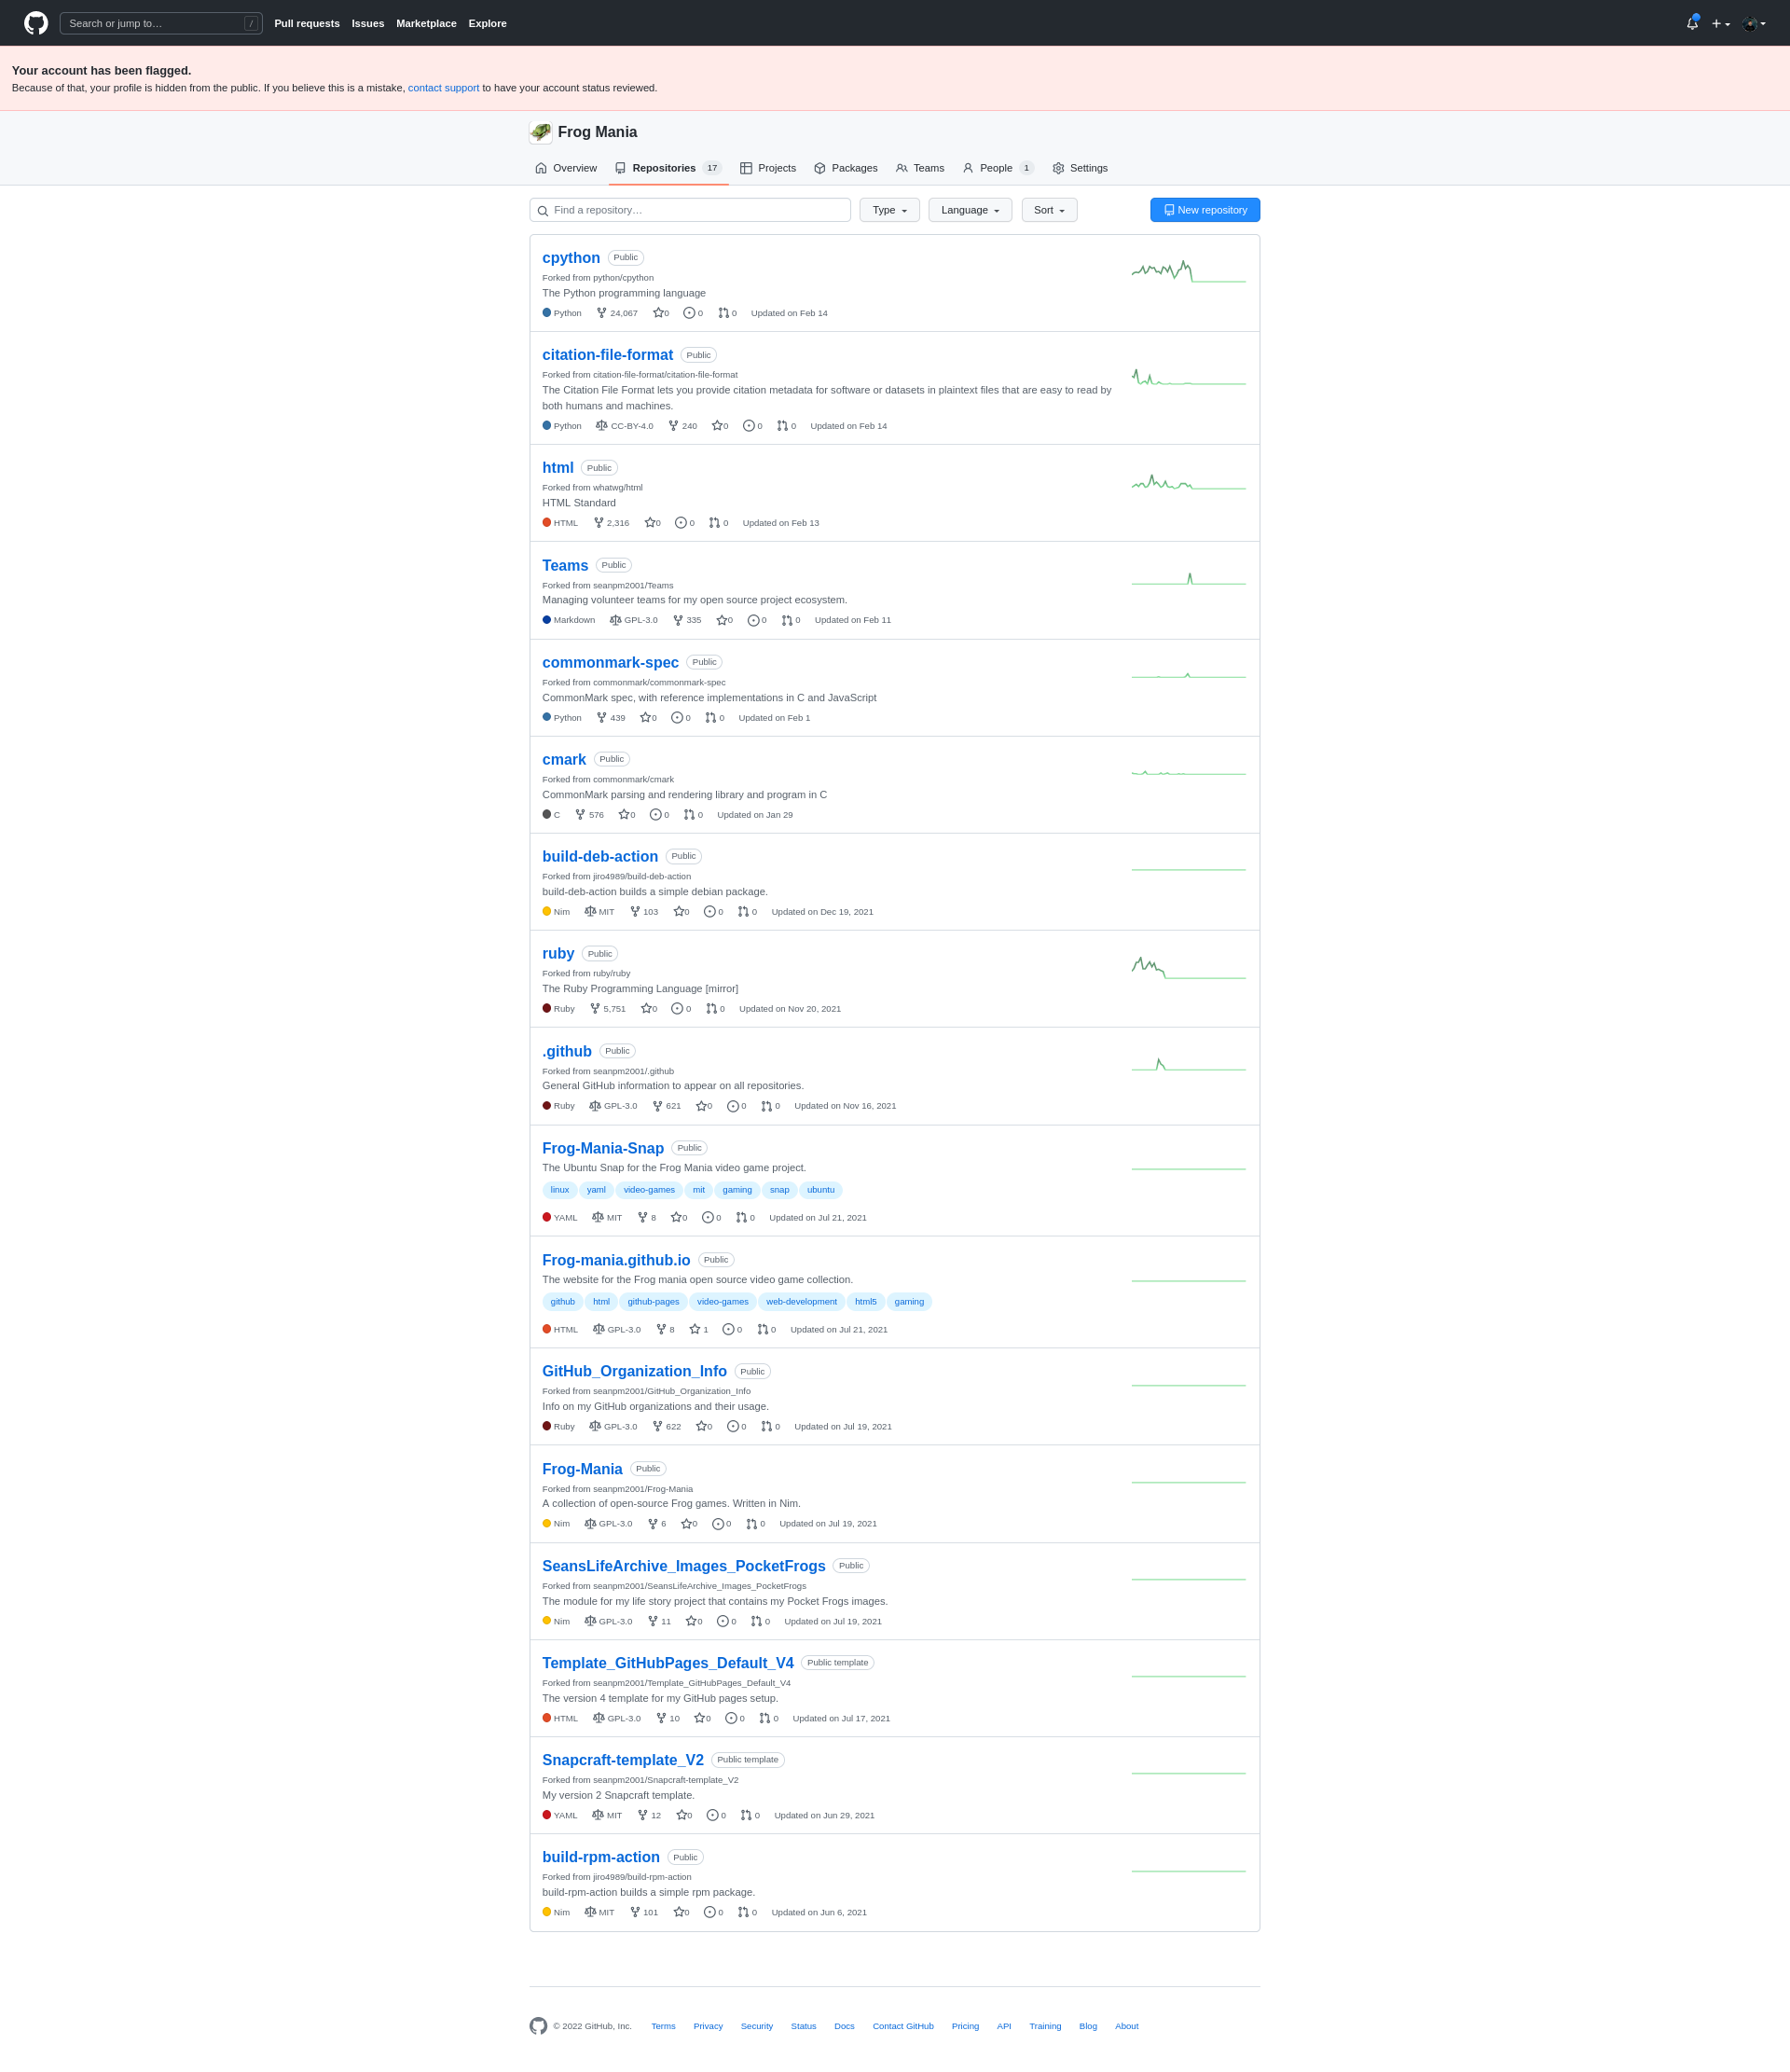 Search or jump to…
/
Pull requests Issues Marketplace Explore
Your account has been flagged.
Because of that, your profile is hidden from the public. If you believe this is a mistake, contact support to have your account status reviewed.
Frog Mania
Overview Repositories 17 Projects Packages Teams People 1 Settings
Find a repository… Type Language Sort New repository
cpython Public
Forked from python/cpython
The Python programming language
Python 24,067 0 0 0 Updated on Feb 14
citation-file-format Public
Forked from citation-file-format/citation-file-format
The Citation File Format lets you provide citation metadata for software or datasets in plaintext files that are easy to read by
both humans and machines.
Python CC-BY-4.0 240 0 0 0 Updated on Feb 14
html Public
Forked from whatwg/html
HTML Standard
HTML 2,316 0 0 0 Updated on Feb 13
Teams Public
Forked from seanpm2001/Teams
Managing volunteer teams for my open source project ecosystem.
Markdown GPL-3.0 335 0 0 0 Updated on Feb 11
commonmark-spec Public
Forked from commonmark/commonmark-spec
CommonMark spec, with reference implementations in C and JavaScript
Python 439 0 0 0 Updated on Feb 1
cmark Public
Forked from commonmark/cmark
CommonMark parsing and rendering library and program in C
C 576 0 0 0 Updated on Jan 29
build-deb-action Public
Forked from jiro4989/build-deb-action
build-deb-action builds a simple debian package.
Nim MIT 103 0 0 0 Updated on Dec 19, 2021
ruby Public
Forked from ruby/ruby
The Ruby Programming Language [mirror]
Ruby 5,751 0 0 0 Updated on Nov 20, 2021
.github Public
Forked from seanpm2001/.github
General GitHub information to appear on all repositories.
Ruby GPL-3.0 621 0 0 0 Updated on Nov 16, 2021
Frog-Mania-Snap Public
The Ubuntu Snap for the Frog Mania video game project.
linux yaml video-games mit gaming snap ubuntu
YAML MIT 8 0 0 0 Updated on Jul 21, 2021
Frog-mania.github.io Public
The website for the Frog mania open source video game collection.
github html github-pages video-games web-development html5 gaming
HTML GPL-3.0 8 1 0 0 Updated on Jul 21, 2021
GitHub_Organization_Info Public
Forked from seanpm2001/GitHub_Organization_Info
Info on my GitHub organizations and their usage.
Ruby GPL-3.0 622 0 0 0 Updated on Jul 19, 2021
Frog-Mania Public
Forked from seanpm2001/Frog-Mania
A collection of open-source Frog games. Written in Nim.
Nim GPL-3.0 6 0 0 0 Updated on Jul 19, 2021
SeansLifeArchive_Images_PocketFrogs Public
Forked from seanpm2001/SeansLifeArchive_Images_PocketFrogs
The module for my life story project that contains my Pocket Frogs images.
Nim GPL-3.0 11 0 0 0 Updated on Jul 19, 2021
Template_GitHubPages_Default_V4 Public template
Forked from seanpm2001/Template_GitHubPages_Default_V4
The version 4 template for my GitHub pages setup.
HTML GPL-3.0 10 0 0 0 Updated on Jul 17, 2021
Snapcraft-template_V2 Public template
Forked from seanpm2001/Snapcraft-template_V2
My version 2 Snapcraft template.
YAML MIT 12 0 0 0 Updated on Jun 29, 2021
build-rpm-action Public
Forked from jiro4989/build-rpm-action
build-rpm-action builds a simple rpm package.
Nim MIT 101 0 0 0 Updated on Jun 6, 2021
© 2022 GitHub, Inc. Terms Privacy Security Status Docs Contact GitHub Pricing API Training Blog About